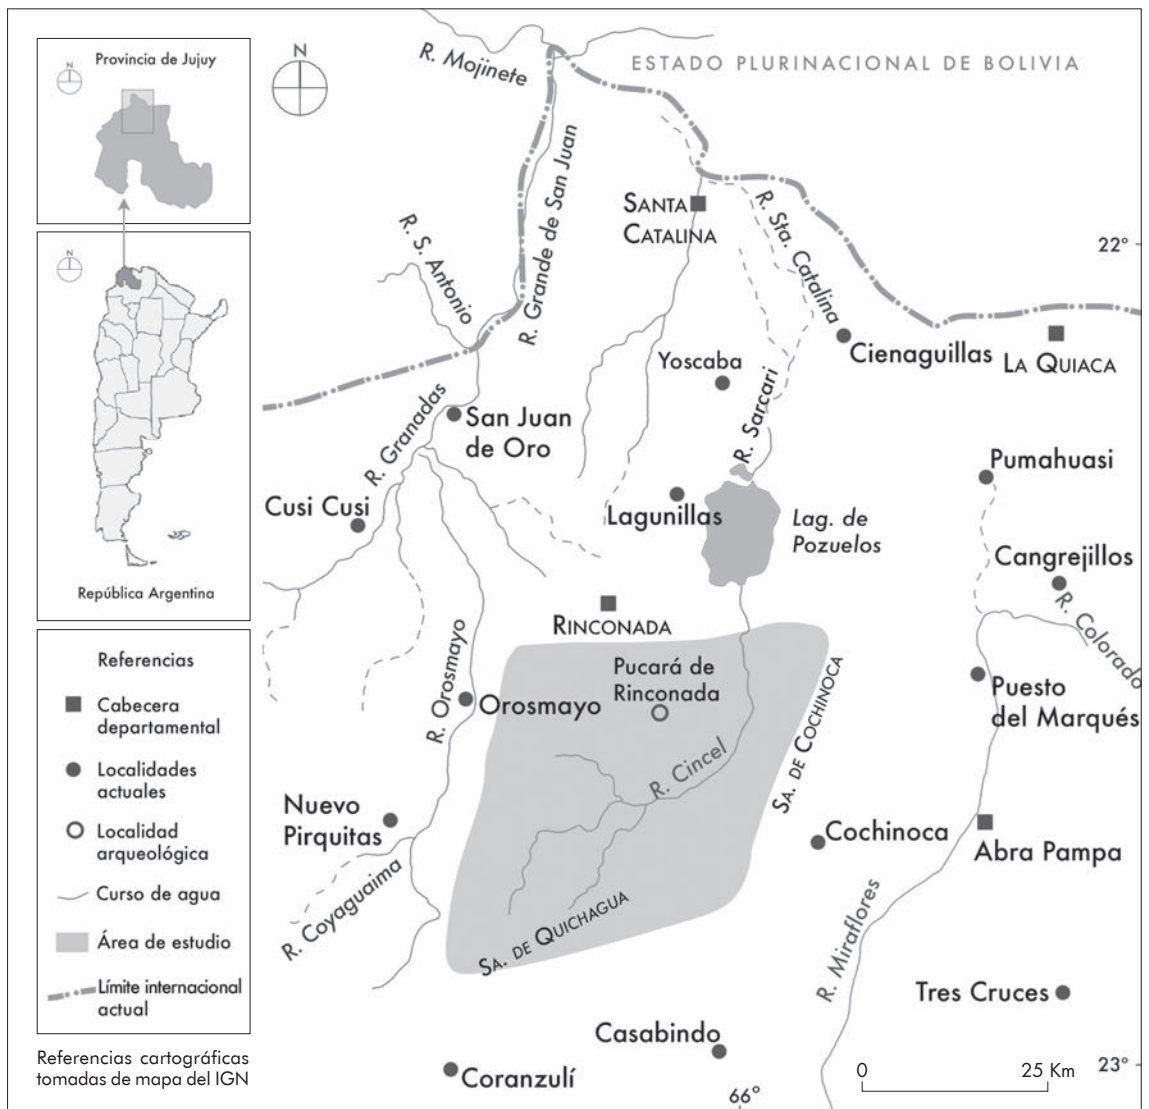 Provincia de Jujuy
N
N
República Argentina
Referencias
Cabecera
departamental
Localidades
actuales
Localidad
arqueológica
Curso de agua
Área de estudio
Límite internacional
actual
Referencias cartográficas
tomadas de mapa del IGN
N
R. Mojinete
ESTADO PLURINACIONAL DE BOLIVIA
R. Grande de San Juan
R. S. Antonio
SANTA
CATALINA
R. Sta. Catalina
22°
Cienaguillas
LA QUIACA
Yoscaba
R. Sarcari
San Juan
de Oro
R. Granadas
Pumahuasi
Cusi Cusi
Lagunillas
Lag. de
Pozuelos
Cangrejillos
R. Colorado
RINCONADA
Pucará de
Rinconada
R. Orosmayo
Orosmayo
SA. DE COCHINOCA
Puesto
del Marqués
R. Cincel
Nuevo
Pirquitas
Cochinoca
Abra Pampa
R. Coyaguaima
SA. DE QUICHAGUA
R. Miraflores
Tres Cruces
Casabindo
Coranzulí
0 25 Km
23°
66°